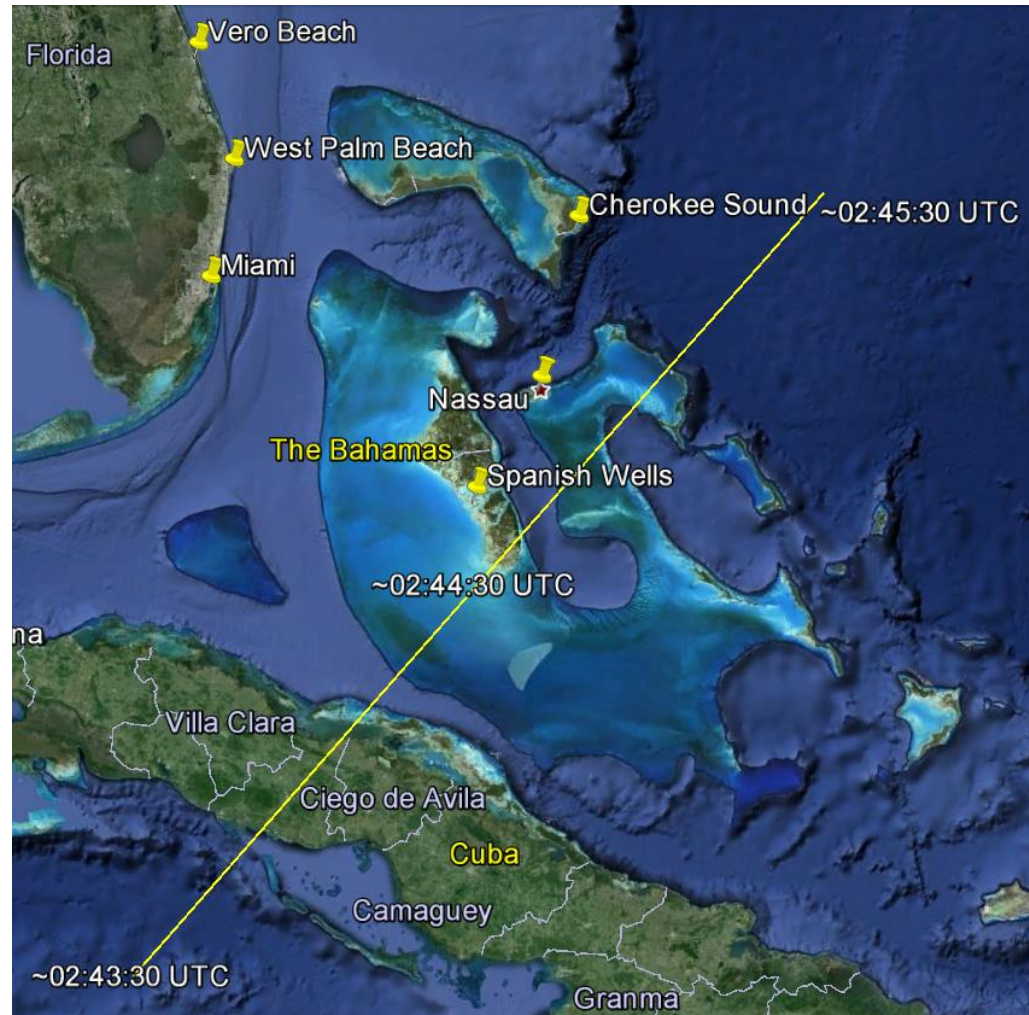 Vero Beach
Florida
West Palm Beach
Cherokee Sound
~02:45:30 UTC
Miami
Nassau
The Bahamas
Spanish Wells
~02:44:30 UTC
na
Villa Clara
Ciego de Avila
Cuba
Camaguey
~02:43:30 UTC
Granma